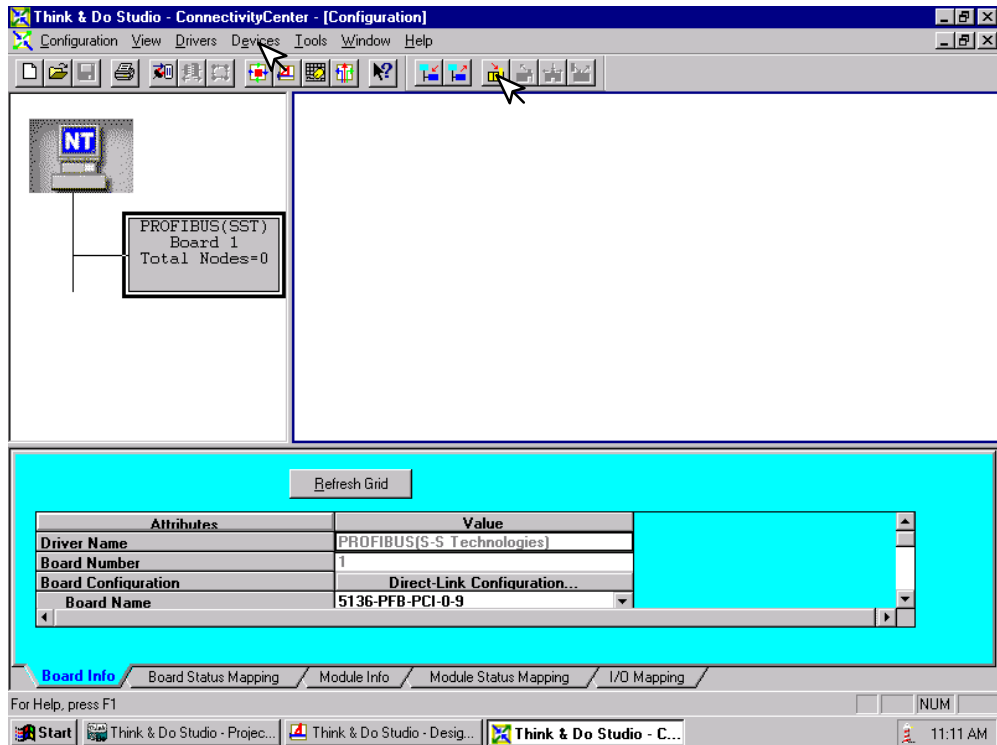 Think & Do Studio - ConnectivityCenter - [Configuration]
Configuration View Drivers Devices Tools Window Help
NT
PROFIBUS(SST)
Board 1
Total Nodes=0
Refresh Grid
Attributes Value
Driver Name PROFIBUS(S-S Technologies)
Board Number 1
Board Configuration Direct-Link Configuration...
Board Name 5136-PFB-PCI-0-9
Board Info Board Status Mapping Module Info Module Status Mapping I/O Mapping
For Help, press F1 NUM
Start Think & Do Studio - Projec... Think & Do Studio - Desig... Think & Do Studio - C... 11:11 AM